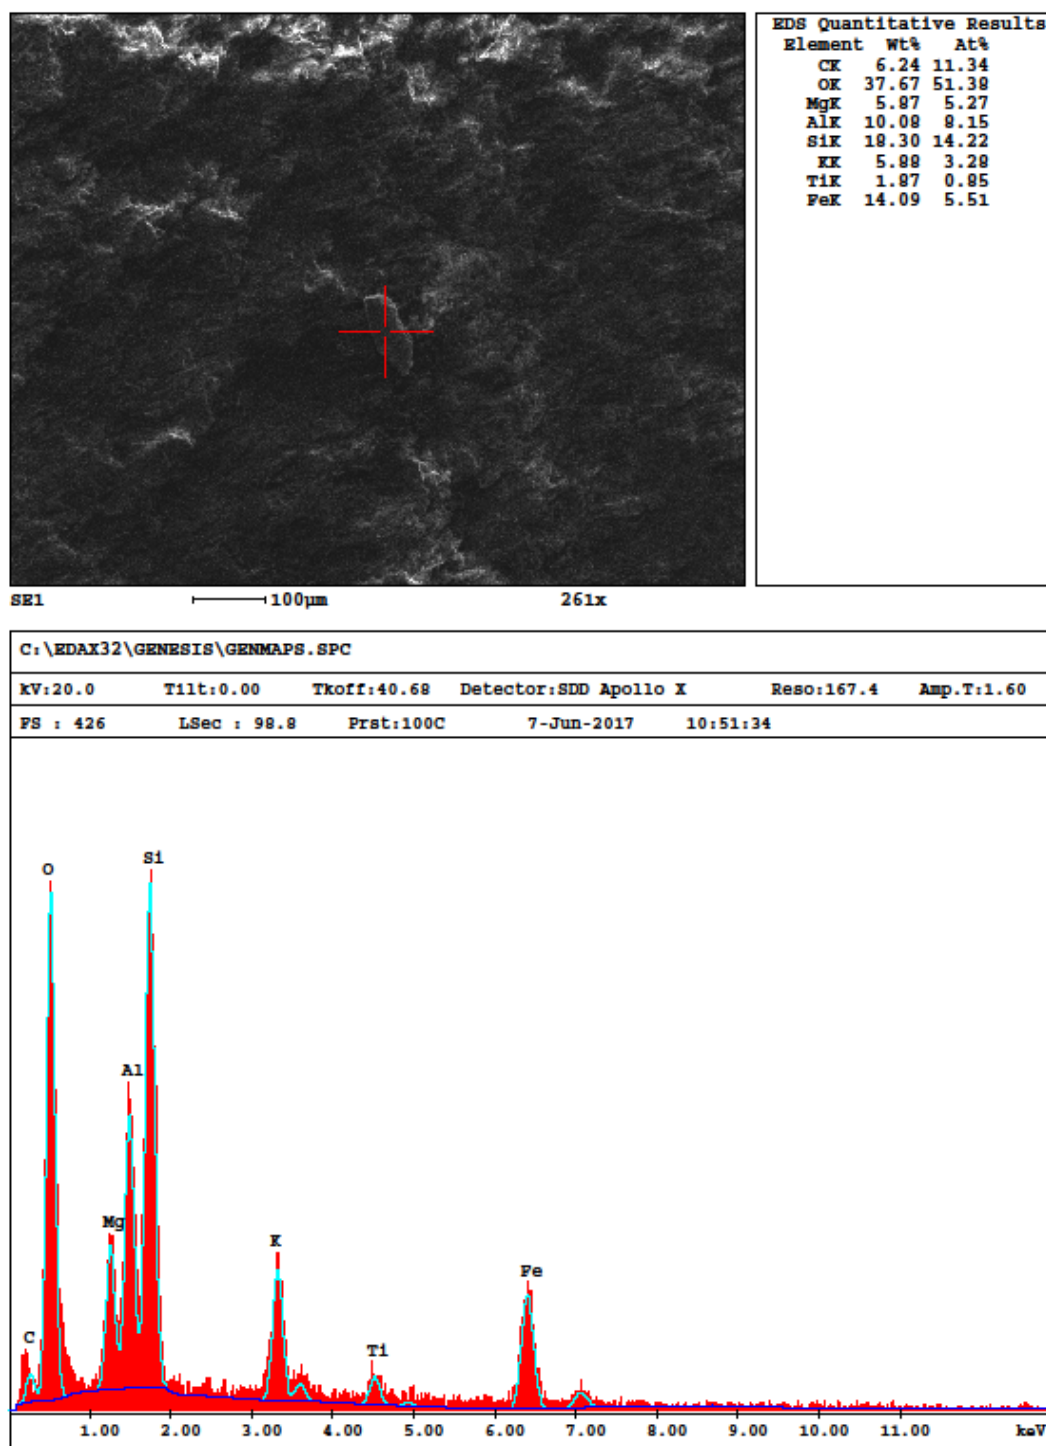 EDS Quantitative Results
Element Wt% At%
CK 6.24 11.34
OK 37.67 51.38
MgK 5.87 5.27
AlK 10.08 8.15
SiK 18.30 14.22
KK 5.88 3.28
TiK 1.87 0.85
FeK 14.09 5.51
SE1 100µm 261x
C:\EDAX32\GENESIS\GENMAPS.SPC
kV:20.0 Tilt:0.00 Tkoff:40.68 Detector:SDD Apollo X Reso:167.4 Amp.T:1.60
FS : 426 LSec : 98.8 Prst:100C 7-Jun-2017 10:51:34
Si
O
Al
Mg
K
Fe
C
Ti
1.00 2.00 3.00 4.00 5.00 6.00 7.00 8.00 9.00 10.00 11.00 keV